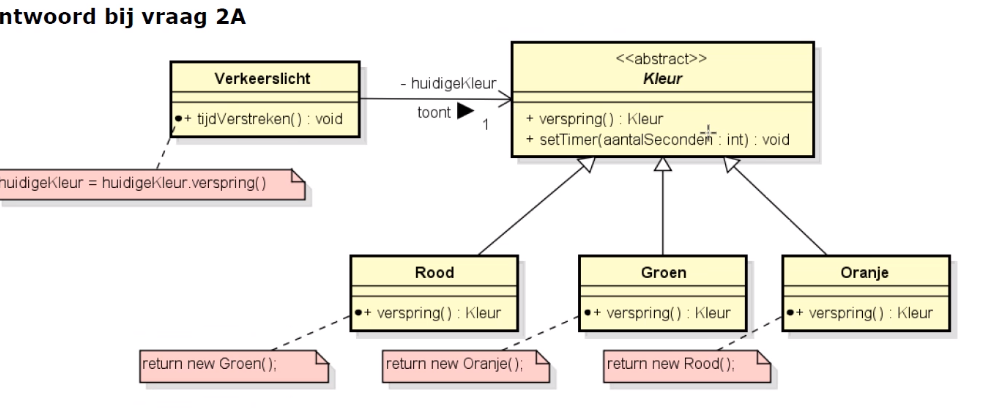 ntwoord bij vraag 2A
Verkeerslicht
+ tijdVerstreken() : void
huidigeKleur = huidigeKleur.verspring()
- huidigeKleur
toont
1
<<abstract>>
Kleur
+ verspring() : Kleur
+ setTimer(aantalSeconden : int) : void
Rood
+ verspring() : Kleur
return new Groen();
Groen
+ verspring() : Kleur
return new Oranje();
Oranje
+ verspring() : Kleur
return new Rood();